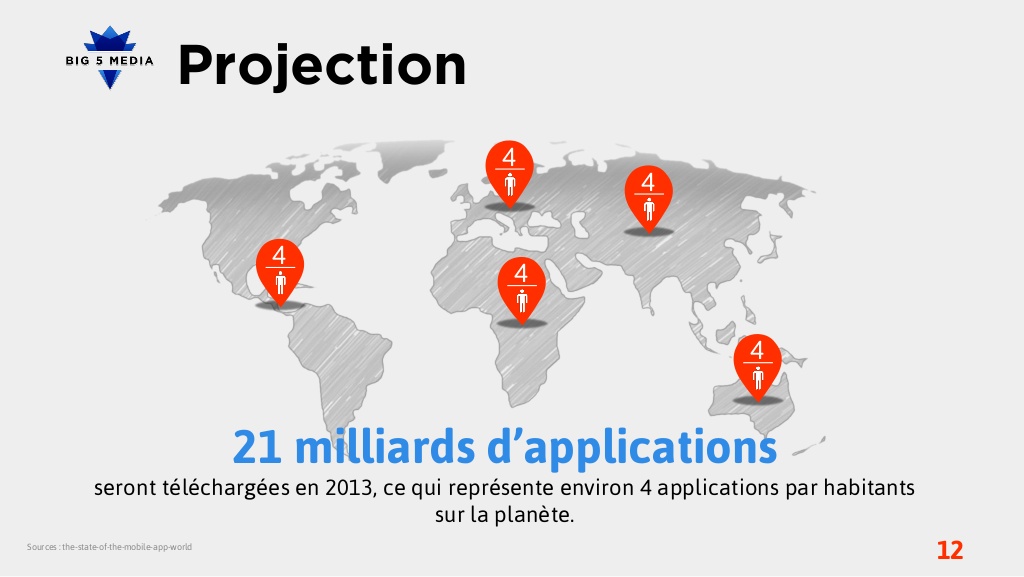 BIG 5 MEDIA
Projection
4
4
4
4
4
21 milliards d’applications
seront téléchargées en 2013, ce qui représente environ 4 applications par habitants
sur la planète.
Sources : the-state-of-the-mobile-app-world
12